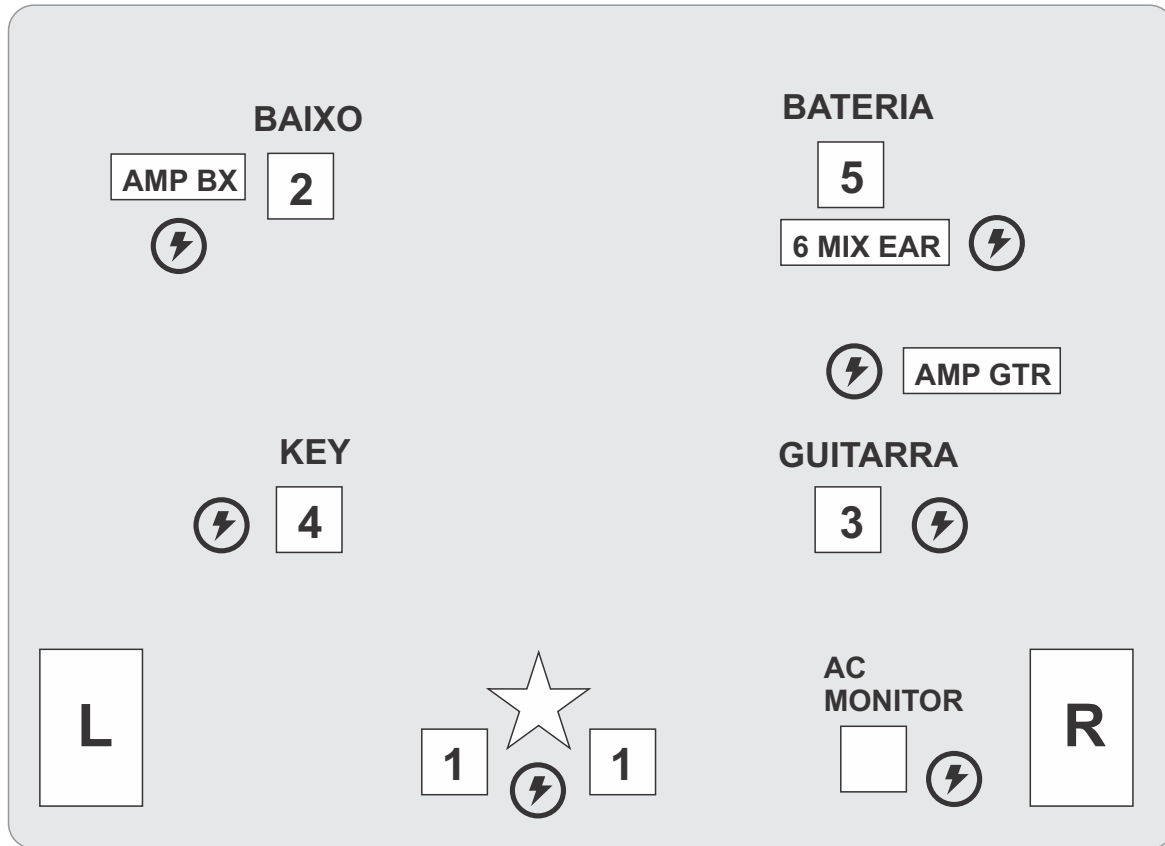 BAIXO
BATERIA
AMP BX
2
5
6 MIX EAR
AMP GTR
KEY
GUITARRA
4
3
AC
MONITOR
L
1
1
R